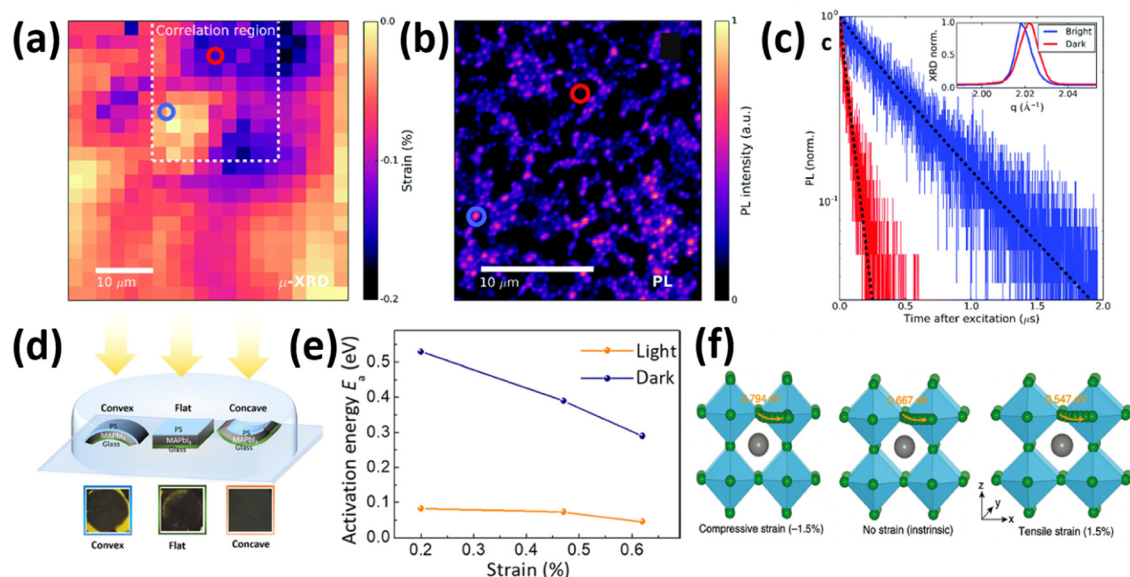 (a)
Correlation region
10 μm
μ-XRD
0.0
-0.1
-0.2
Strain (%)
(b)
10 μm
PL
1
0
PL intensity (a.u.)
(c)
c
10⁰
10⁻¹
PL (norm.)
0.0 0.5 1.0 1.5 2.0
Time after excitation (μs)
1.0
0.5
0.0
XRD norm.
2.00 2.02 2.04
q (Å⁻¹)
Bright
Dark
(d)
Convex Flat Concave
PS PS PS
MAPbI₃ MAPbI₃ MAPbI₃
Glass Glass Glass
Convex Flat Concave
(e)
Activation energy Eₐ (eV)
0.5
0.4
0.3
0.2
0.1
0.0
0.2 0.3 0.4 0.5 0.6
Strain (%)
Light
Dark
(f)
0.794 eV 0.667 eV 0.547 eV
z
y
x
Compressive strain (–1.5%) No strain (instrinsic) Tensile strain (1.5%)